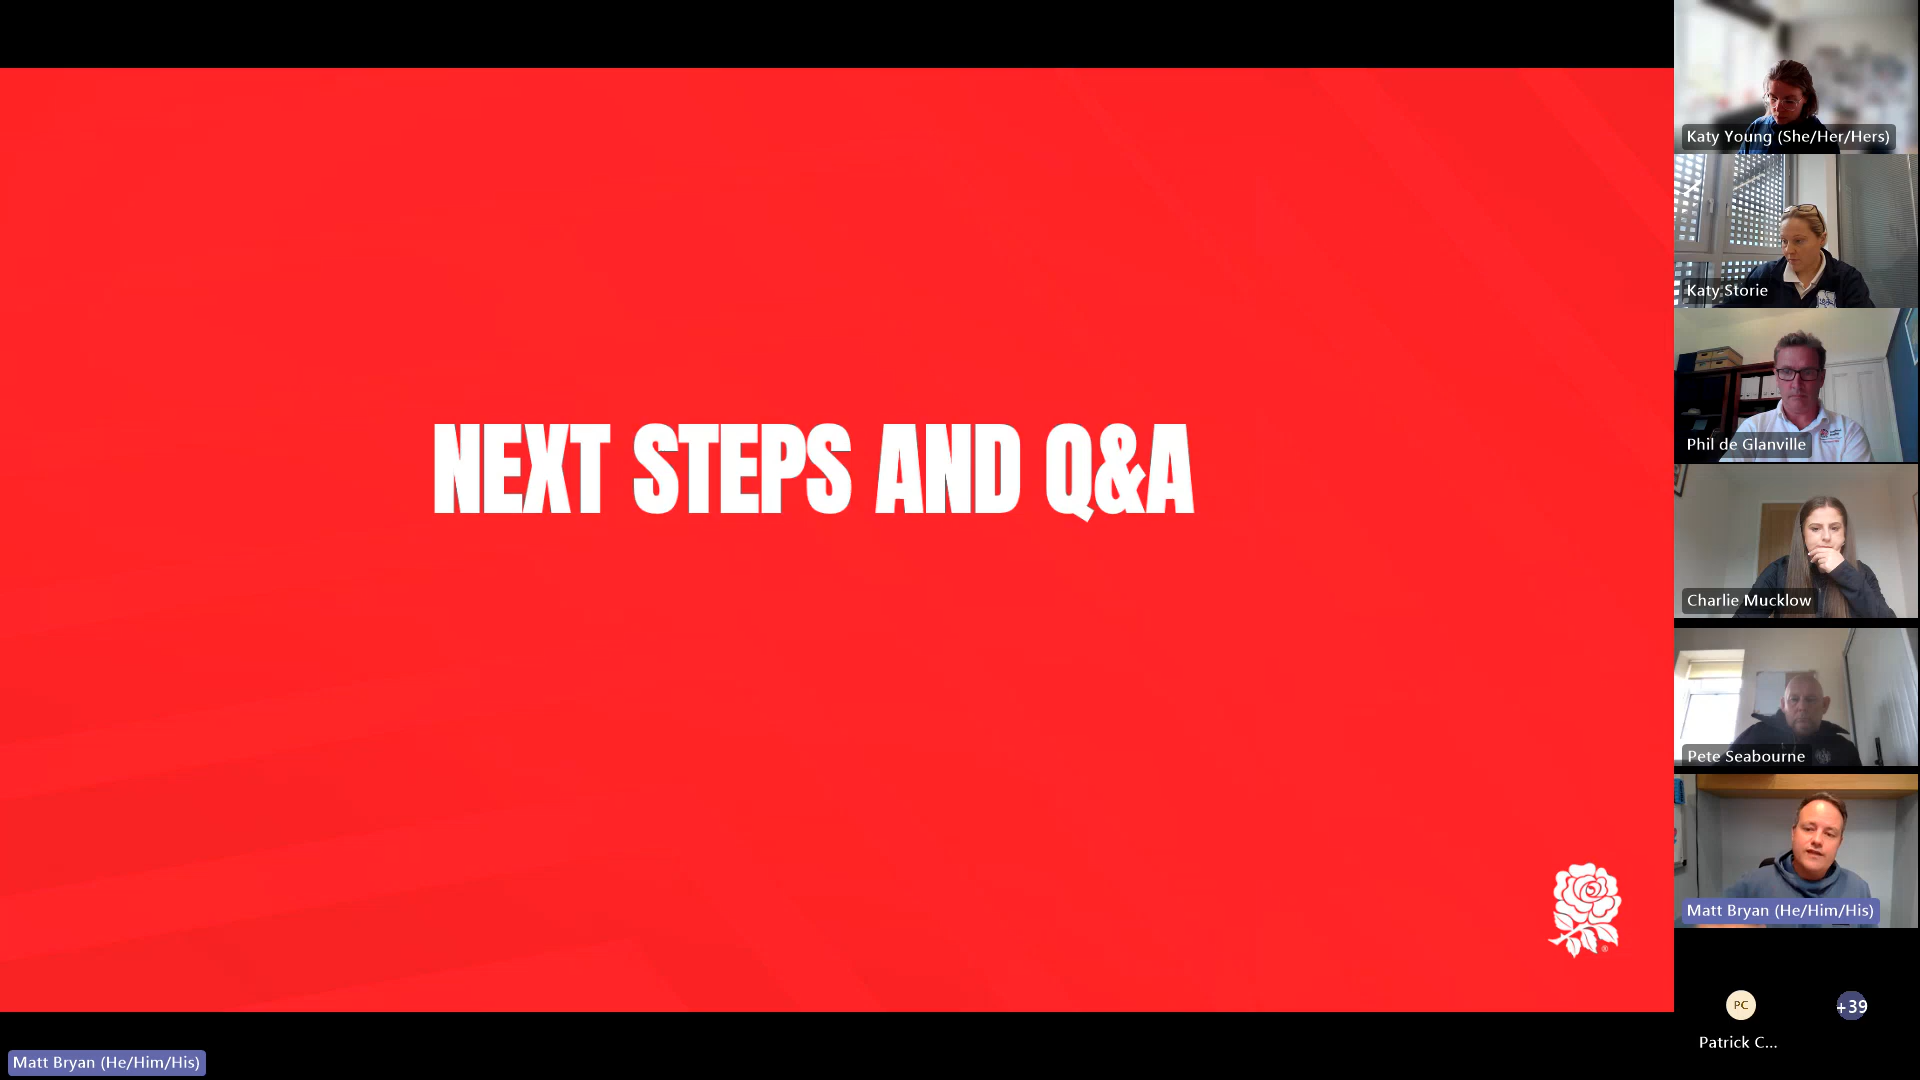 NEXT STEPS AND Q&A
Katy Young (She/Her/Hers)
Katy Storie
Phil de Glanville
Charlie Mucklow
Pete Seabourne
Matt Bryan (He/Him/His)
PC
+39
Patrick C...
Matt Bryan (He/Him/His)